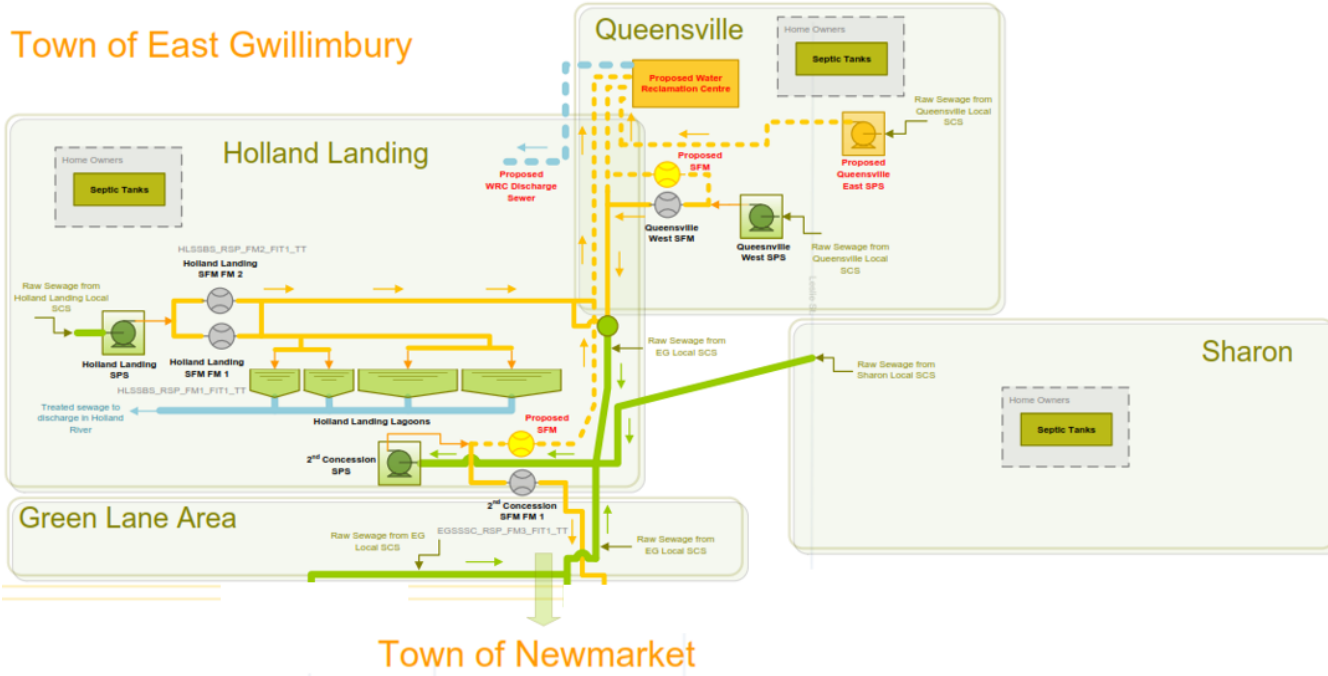 Town of East Gwillimbury
Queensville
Home Owners
Septic Tanks
Proposed Water
Reclamation Centre
Raw Sewage from
Queensville Local
SCS
Proposed
Queensville
East SPS
Proposed
SFM
Proposed
WRC Discharge
Sewer
Queensville
West SFM
Queesnville
West SPS
Raw Sewage from
Queensville Local
SCS
Leslie St
Holland Landing
Home Owners
Septic Tanks
HLSSBS_RSP_FM2_FIT1_TT
Holland Landing
SFM FM 2
Raw Sewage from
Holland Landing Local
SCS
Holland Landing
SPS
Holland Landing
SFM FM 1
HLSSBS_RSP_FM1_FIT1_TT
Treated sewage to
discharge in Holland
River
Holland Landing Lagoons
Raw Sewage from
EG Local SCS
Proposed
SFM
2nd Concession
SPS
2nd Concession
SFM FM 1
EGSSSC_RSP_FM3_FIT1_TT
Sharon
Raw Sewage from
Sharon Local SCS
Home Owners
Septic Tanks
Green Lane Area
Raw Sewage from EG
Local SCS
Raw Sewage from
EG Local SCS
Town of Newmarket